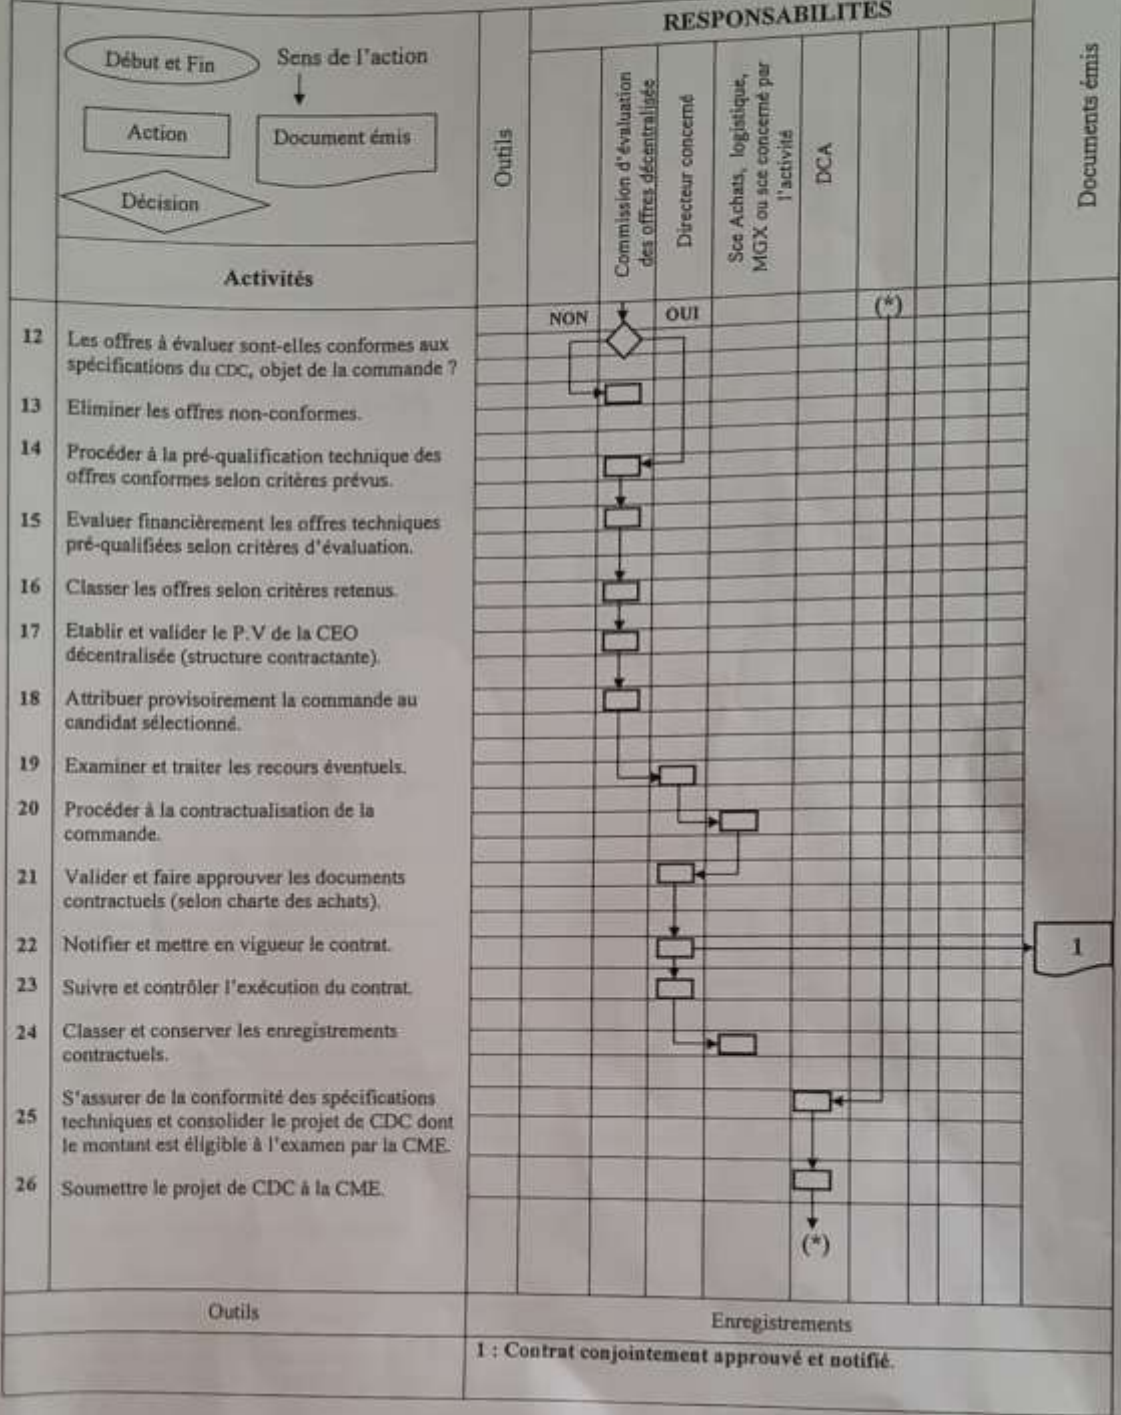 RESPONSABILITES
Début et Fin
Sens de l'action
Action
Document émis
Décision
Activités
Outils
Commission d'évaluation
des offres décentralisée
Directeur concerné
Sce Achats, logistique,
MGX ou sce concerné par
l'activité
DCA
Documents émis
NON
OUI
(*)
12 Les offres à évaluer sont-elles conformes aux
spécifications du CDC, objet de la commande ?
13 Eliminer les offres non-conformes.
14 Procéder à la pré-qualification technique des
offres conformes selon critères prévus.
15 Evaluer financièrement les offres techniques
pré-qualifiées selon critères d'évaluation.
16 Classer les offres selon critères retenus.
17 Etablir et valider le P.V de la CEO
décentralisée (structure contractante).
18 Attribuer provisoirement la commande au
candidat sélectionné.
19 Examiner et traiter les recours éventuels.
20 Procéder à la contractualisation de la
commande.
21 Valider et faire approuver les documents
contractuels (selon charte des achats).
22 Notifier et mettre en vigueur le contrat.
1
23 Suivre et contrôler l'exécution du contrat.
24 Classer et conserver les enregistrements
contractuels.
S'assurer de la conformité des spécifications
25 techniques et consolider le projet de CDC dont
le montant est éligible à l'examen par la CME.
26 Soumettre le projet de CDC à la CME.
(*)
Outils
Enregistrements
1 : Contrat conjointement approuvé et notifié.